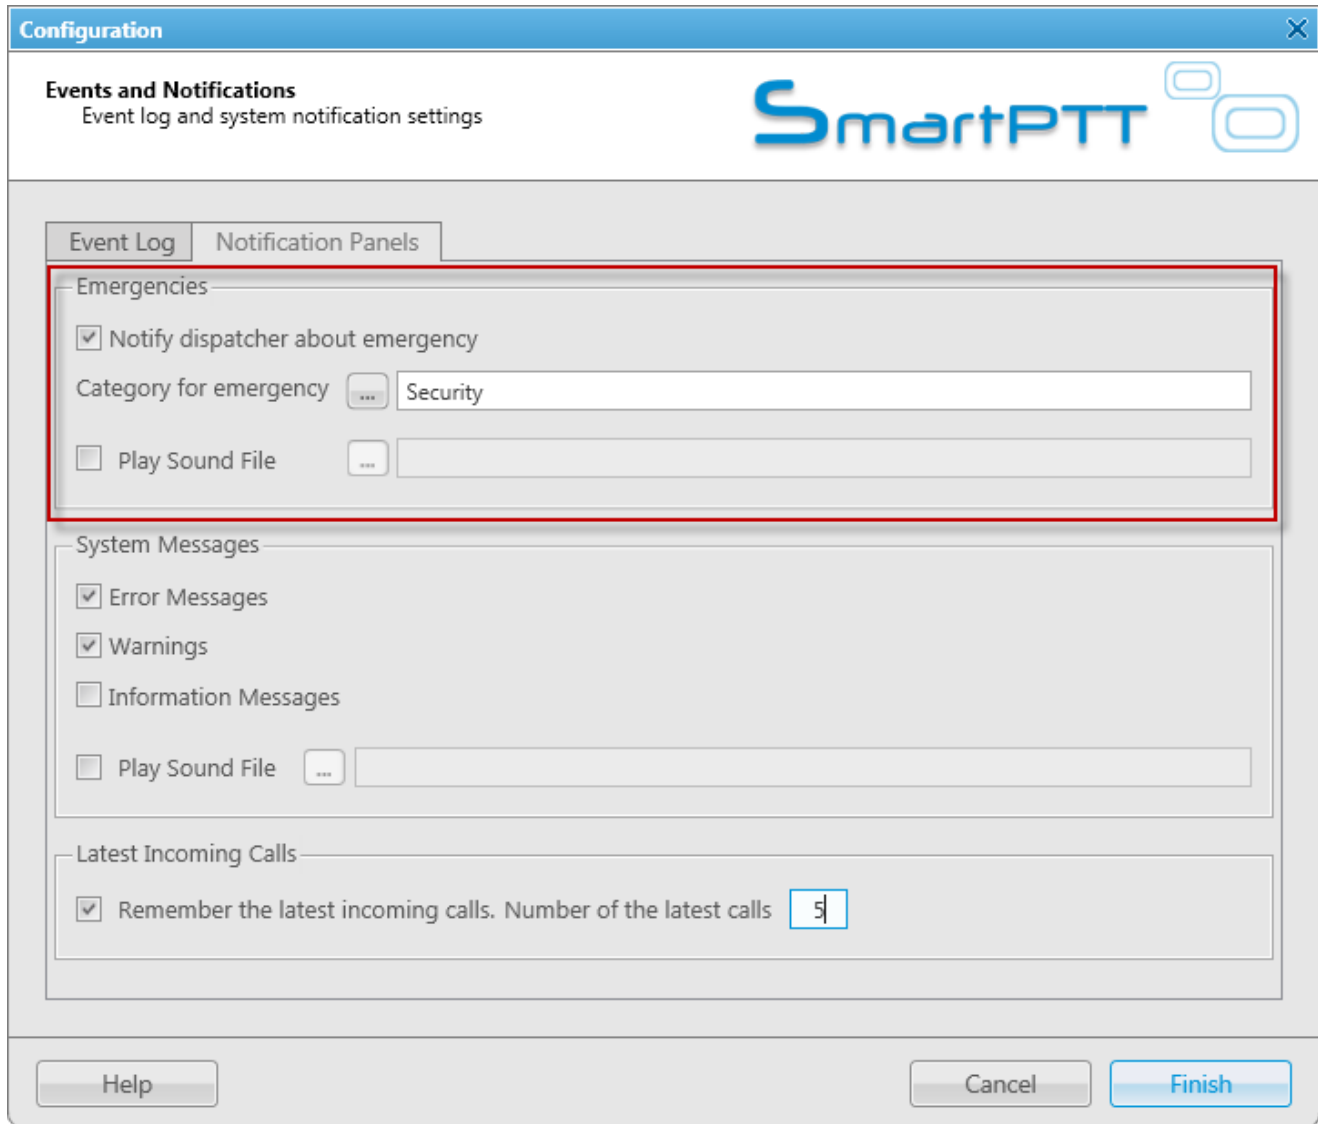 Configuration
Events and Notifications
Event log and system notification settings
SmartPTT
Event Log
Notification Panels
Emergencies
Notify dispatcher about emergency
Category for emergency ... Security
Play Sound File ...
System Messages
Error Messages
Warnings
Information Messages
Play Sound File ...
Latest Incoming Calls
Remember the latest incoming calls. Number of the latest calls 5
Help
Cancel
Finish